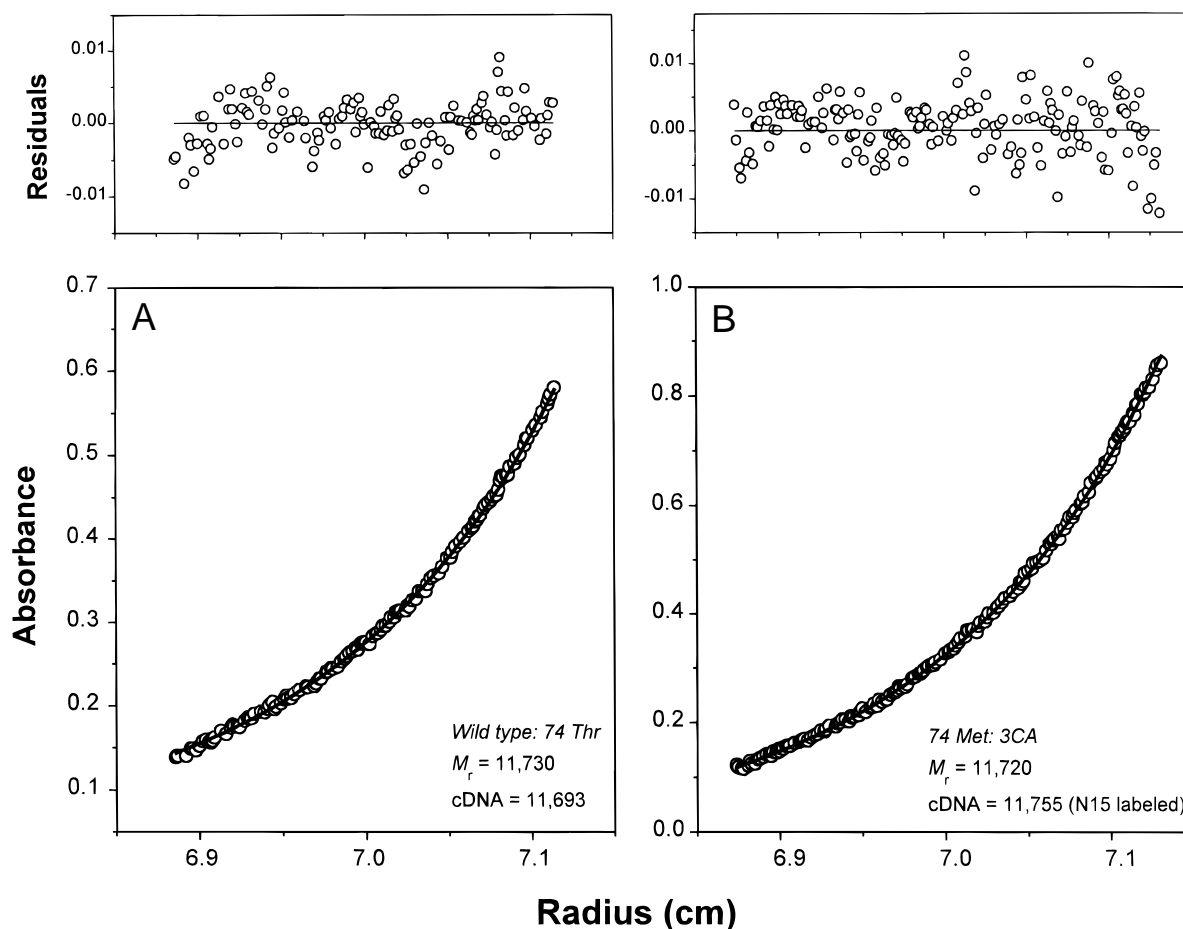 Residuals
0.01
0.00
-0.01
0.01
0.00
-0.01
Absorbance
0.7
0.6
0.5
0.4
0.3
0.2
0.1
A
Wild type: 74 Thr
Mr = 11,730
cDNA = 11,693
6.9 7.0 7.1
1.0
0.8
0.6
0.4
0.2
0.0
B
74 Met: 3CA
Mr = 11,720
cDNA = 11,755 (N15 labeled)
6.9 7.0 7.1
Radius (cm)